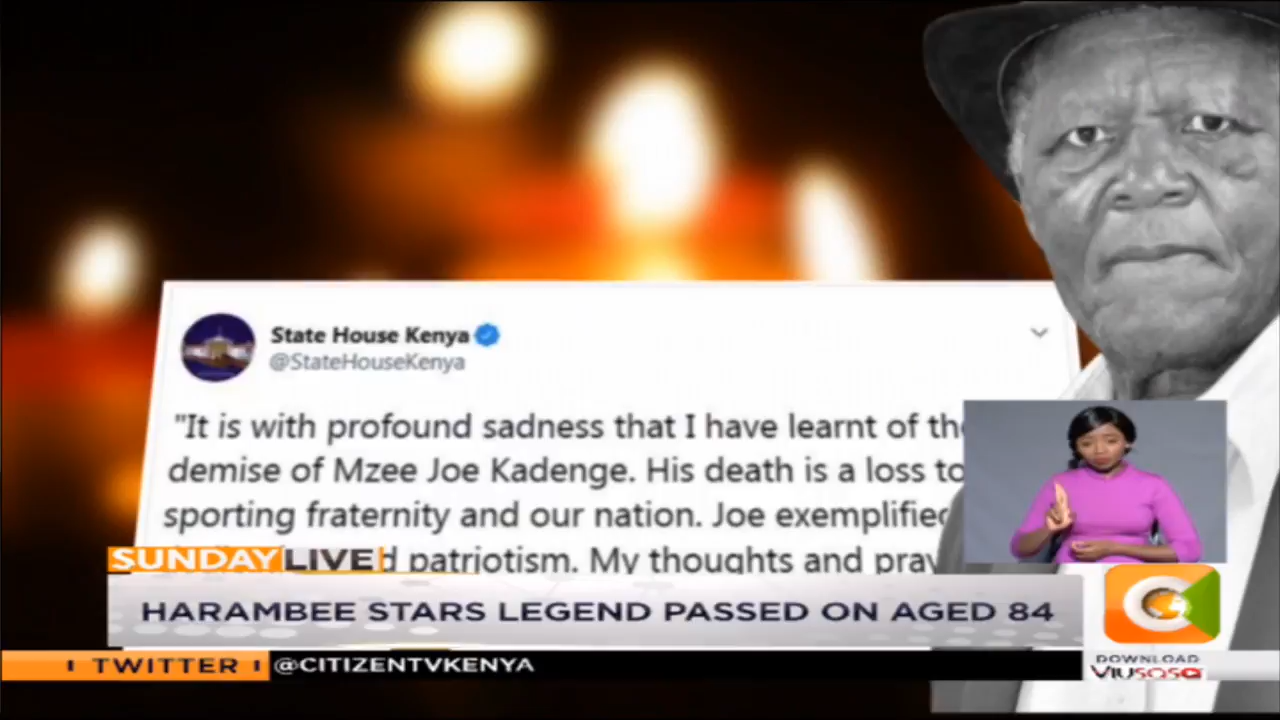 State House Kenya
@StateHouseKenya
"It is with profound sadness that I have learnt of the
demise of Mzee Joe Kadenge. His death is a loss to
sporting fraternity and our nation. Joe exemplified
patriotism. My thoughts and
SUNDAY LIVE
HARAMBEE STARS LEGEND PASSED ON AGED 84
TWITTER @CITIZENTVKENYA
DOWNLOAD
VIUSASA